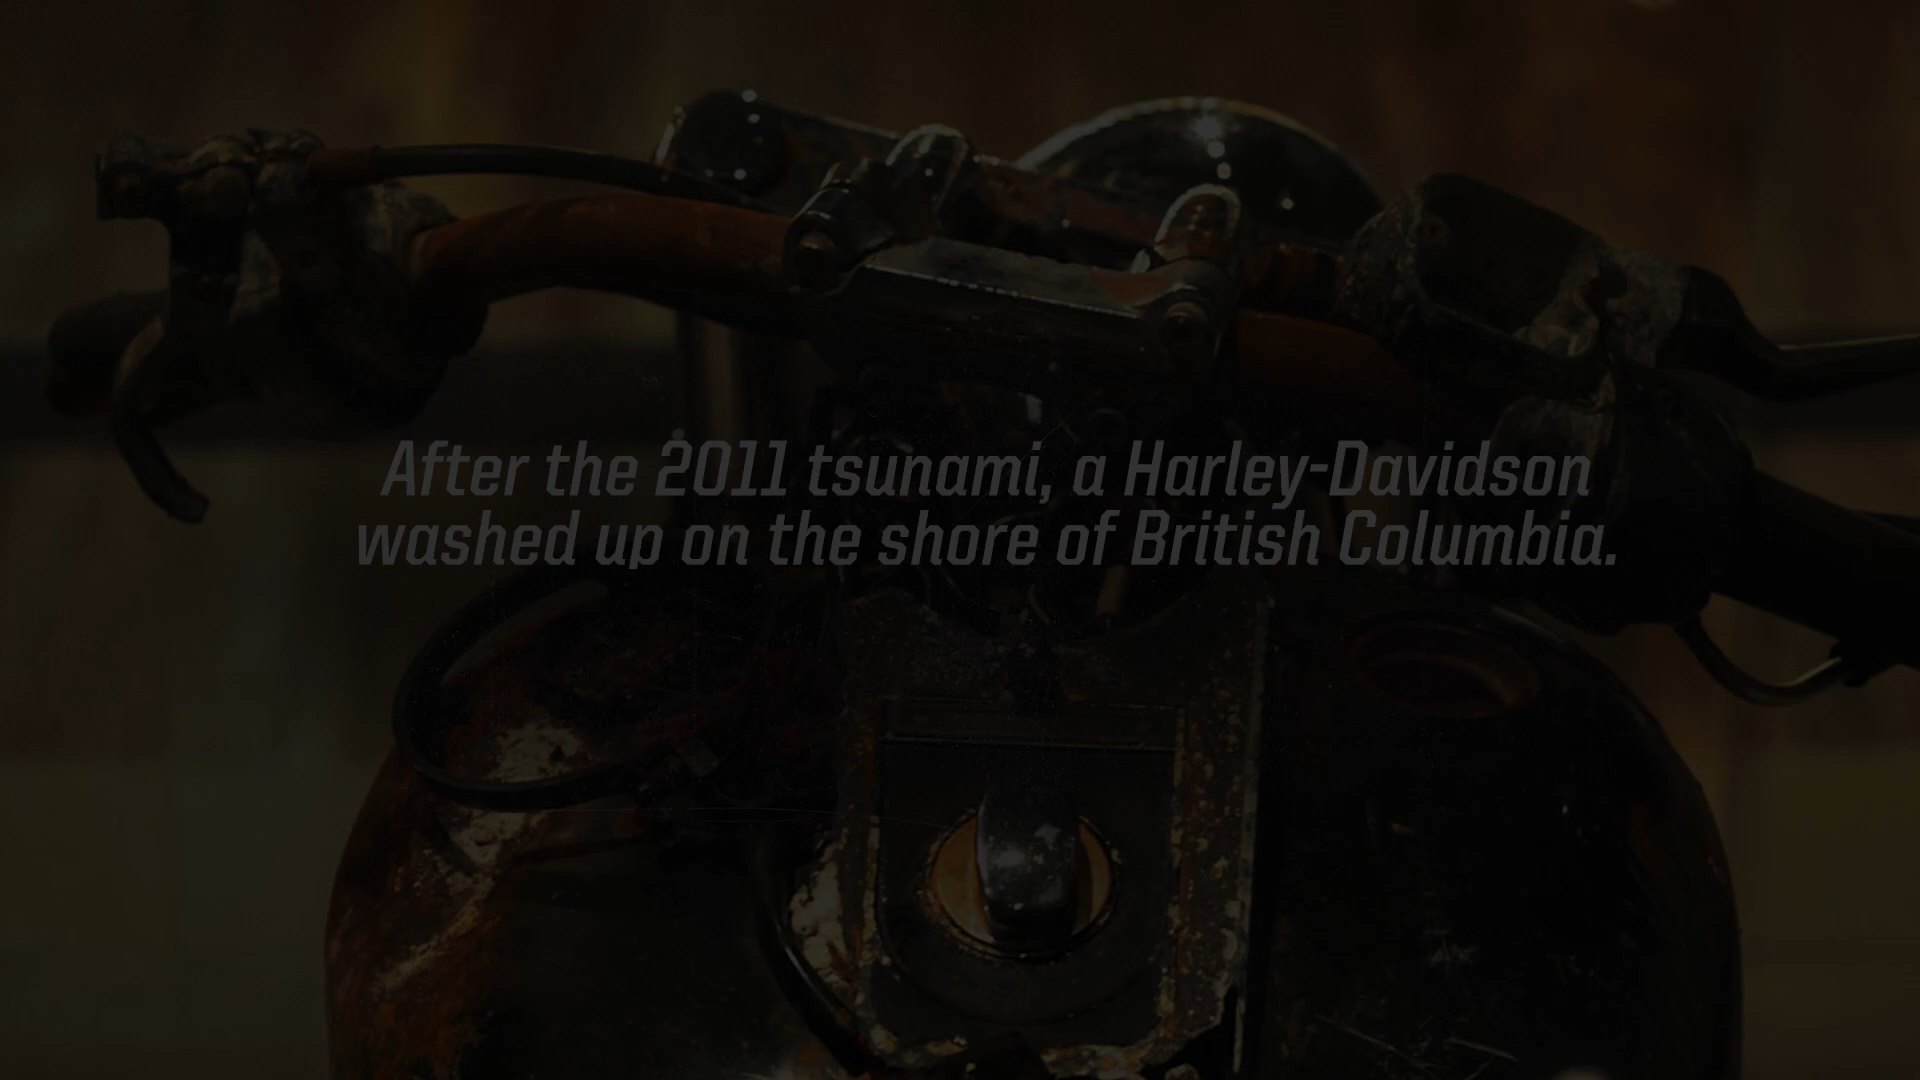 After the 2011 tsunami, a Harley-Davidson
washed up on the shore of British Columbia.